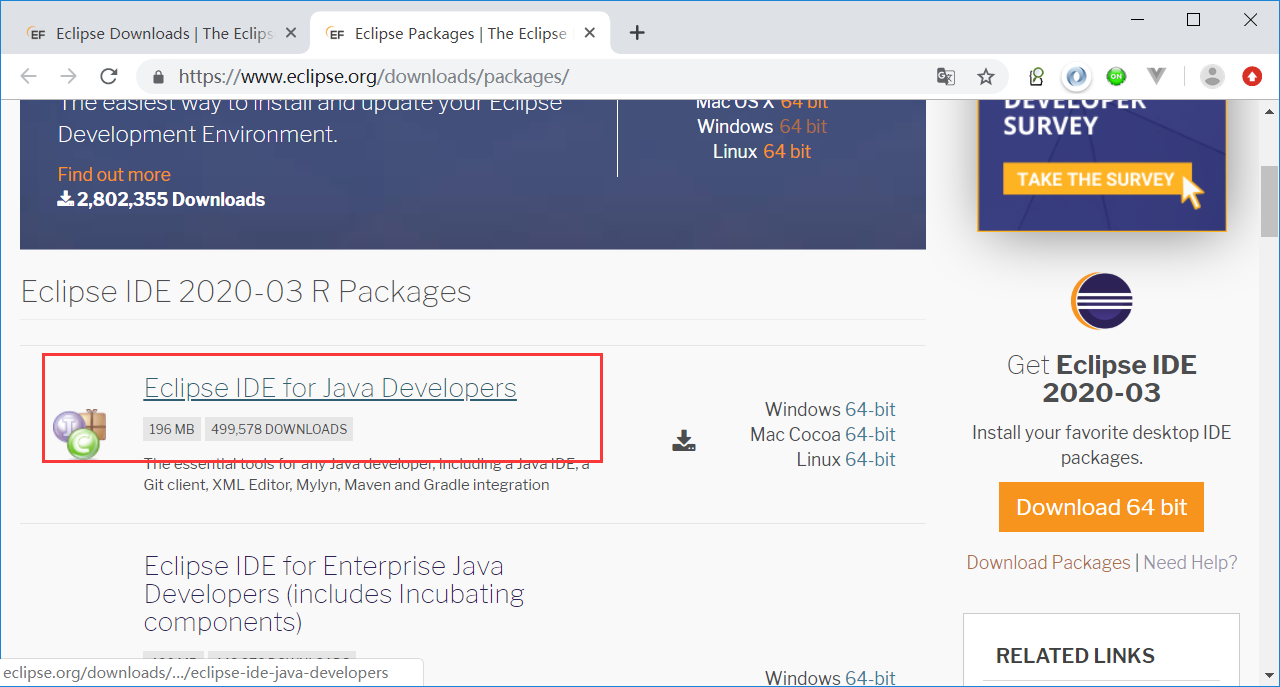 EF Eclipse Downloads | The Eclips
EF Eclipse Packages | The Eclipse
https://www.eclipse.org/downloads/packages/
ON
The easiest way to install and update your Eclipse
Development Environment.
Find out more
2,802,355 Downloads
Mac OS X 64 bit
Windows 64 bit
Linux 64 bit
DEVELOPER
SURVEY
TAKE THE SURVEY
Eclipse IDE 2020-03 R Packages
Eclipse IDE for Java Developers
J
C
196 MB 499,578 DOWNLOADS
The essential tools for any Java developer, including a Java IDE, a
Git client, XML Editor, Mylyn, Maven and Gradle integration
Windows 64-bit
Mac Cocoa 64-bit
Linux 64-bit
Eclipse IDE for Enterprise Java
Developers (includes Incubating
components)
Windows 64-bit
Get Eclipse IDE
2020-03
Install your favorite desktop IDE
packages.
Download 64 bit
Download Packages | Need Help?
RELATED LINKS
eclipse.org/downloads/.../eclipse-ide-java-developers